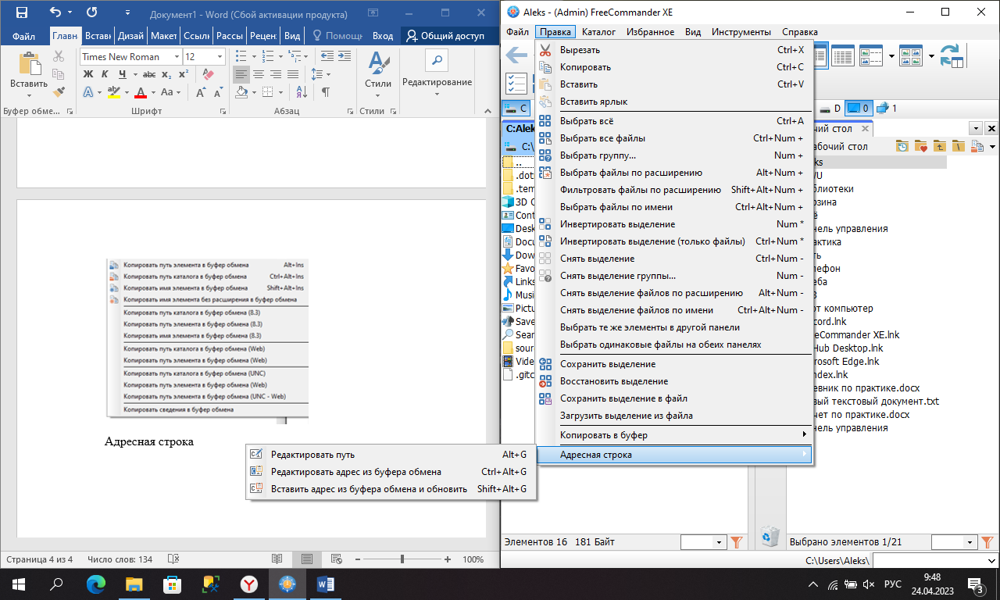 Документ1 - Word (Сбой активации продукта)
Файл Главн Встави Дизай Макет Ссылк Рассы Рецен Вид Помощь Вход Общий доступ
Times New Roman 12
Вставить
Ж К Ч abc x₂ x²
Aa
Стили
Редактирование
Буфер обме... Шрифт Абзац Стили
Копировать путь элемента в буфер обмена Alt+Ins
Копировать путь каталога в буфер обмена Ctrl+Alt+Ins
Копировать имя элемента в буфер обмена Shift+Alt+Ins
Копировать имя элемента без расширения в буфер обмена
Копировать путь каталога в буфер обмена (8.3)
Копировать путь элемента в буфер обмена (8.3)
Копировать имя элемента в буфер обмена (8.3)
Копировать путь каталога в буфер обмена (Web)
Копировать путь элемента в буфер обмена (Web)
Копировать путь каталога в буфер обмена (UNC)
Копировать путь элемента в буфер обмена (Web)
Копировать путь элемента в буфер обмена (UNC - Web)
Копировать сведения в буфер обмена
Адресная строка
Редактировать путь Alt+G
Редактировать адрес из буфера обмена Ctrl+Alt+G
Вставить адрес из буфера обмена и обновить Shift+Alt+G
Страница 4 из 4 Число слов: 134 100%
Aleks - (Admin) FreeCommander XE
Файл Правка Каталог Избранное Вид Инструменты Справка
Вырезать Ctrl+X
Копировать Ctrl+C
Вставить Ctrl+V
Вставить ярлык
Выбрать всё Ctrl+A
Выбрать все файлы Ctrl+Num +
Выбрать группу... Num +
Выбрать файлы по расширению Alt+Num +
Фильтровать файлы по расширению Shift+Alt+Num +
Выбрать файлы по имени Ctrl+Alt+Num +
Инвертировать выделение Num *
Инвертировать выделение (только файлы) Ctrl+Num *
Снять выделение Ctrl+Num -
Снять выделение группы... Num -
Снять выделение файлов по расширению Alt+Num -
Снять выделение файлов по имени Ctrl+Alt+Num -
Выбрать те же элементы в другой панели
Выбрать одинаковые файлы на обеих панелях
Сохранить выделение
Восстановить выделение
Сохранить выделение в файл
Загрузить выделение из файла
Копировать в буфер
Адресная строка
C
C:Alek
C:\
..
.dot
.tem
3D O
Cont
Desk
Docu
Dow
Favo
Links
Musi
Pictu
Save
Sear
sour
Vide
.gitc
D 0 1
чий стол
абочий стол
ks
U
блиотеки
рзина
ё
нель управления
актика
ть
лефон
еба
3
от компьютер
cord.lnk
eeCommander XE.lnk
Hub Desktop.lnk
rosoft Edge.lnk
ndex.lnk
евник по практике.docx
вый текстовый документ.txt
чет по практике.docx
нель управления
Элементов 16 181 Байт
Выбрано элементов 1/21
C:\Users\Aleks\
РУС
9:48
24.04.2023
3